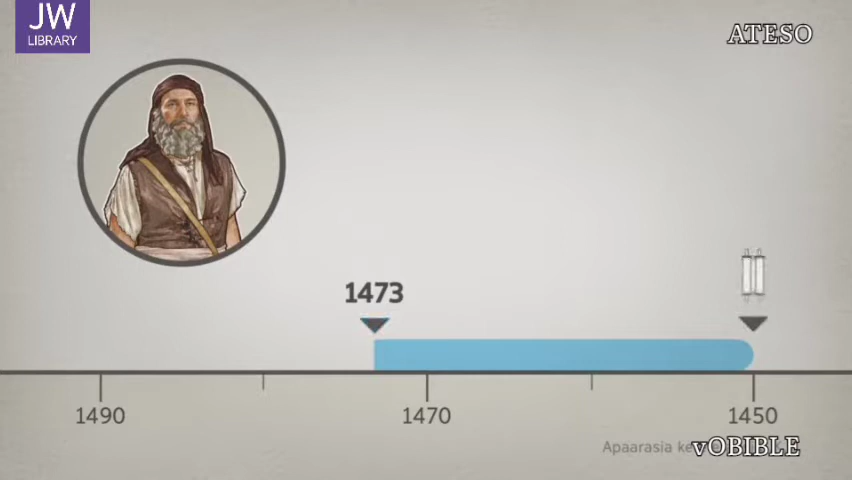 JW
LIBRARY
ATESO
1473
1490
1470
1450
Apaarasia
vOBIBLE